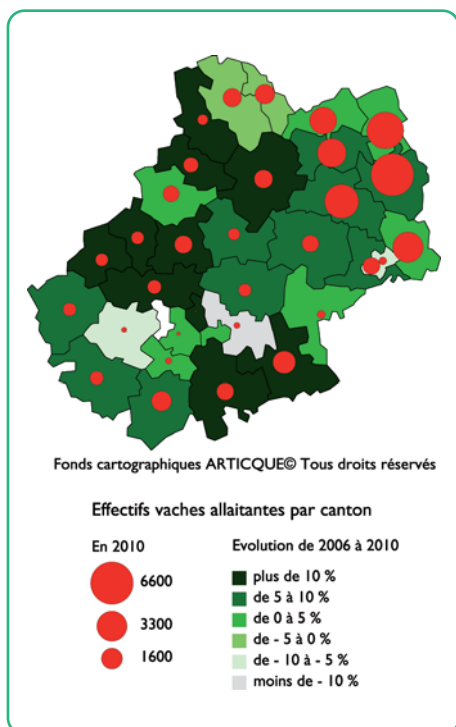 Fonds cartographiques ARTICQUE© Tous droits réservés
Effectifs vaches allaitantes par canton
En 2010
6600
3300
1600
Evolution de 2006 à 2010
plus de 10 %
de 5 à 10 %
de 0 à 5 %
de - 5 à 0 %
de - 10 à - 5 %
moins de - 10 %